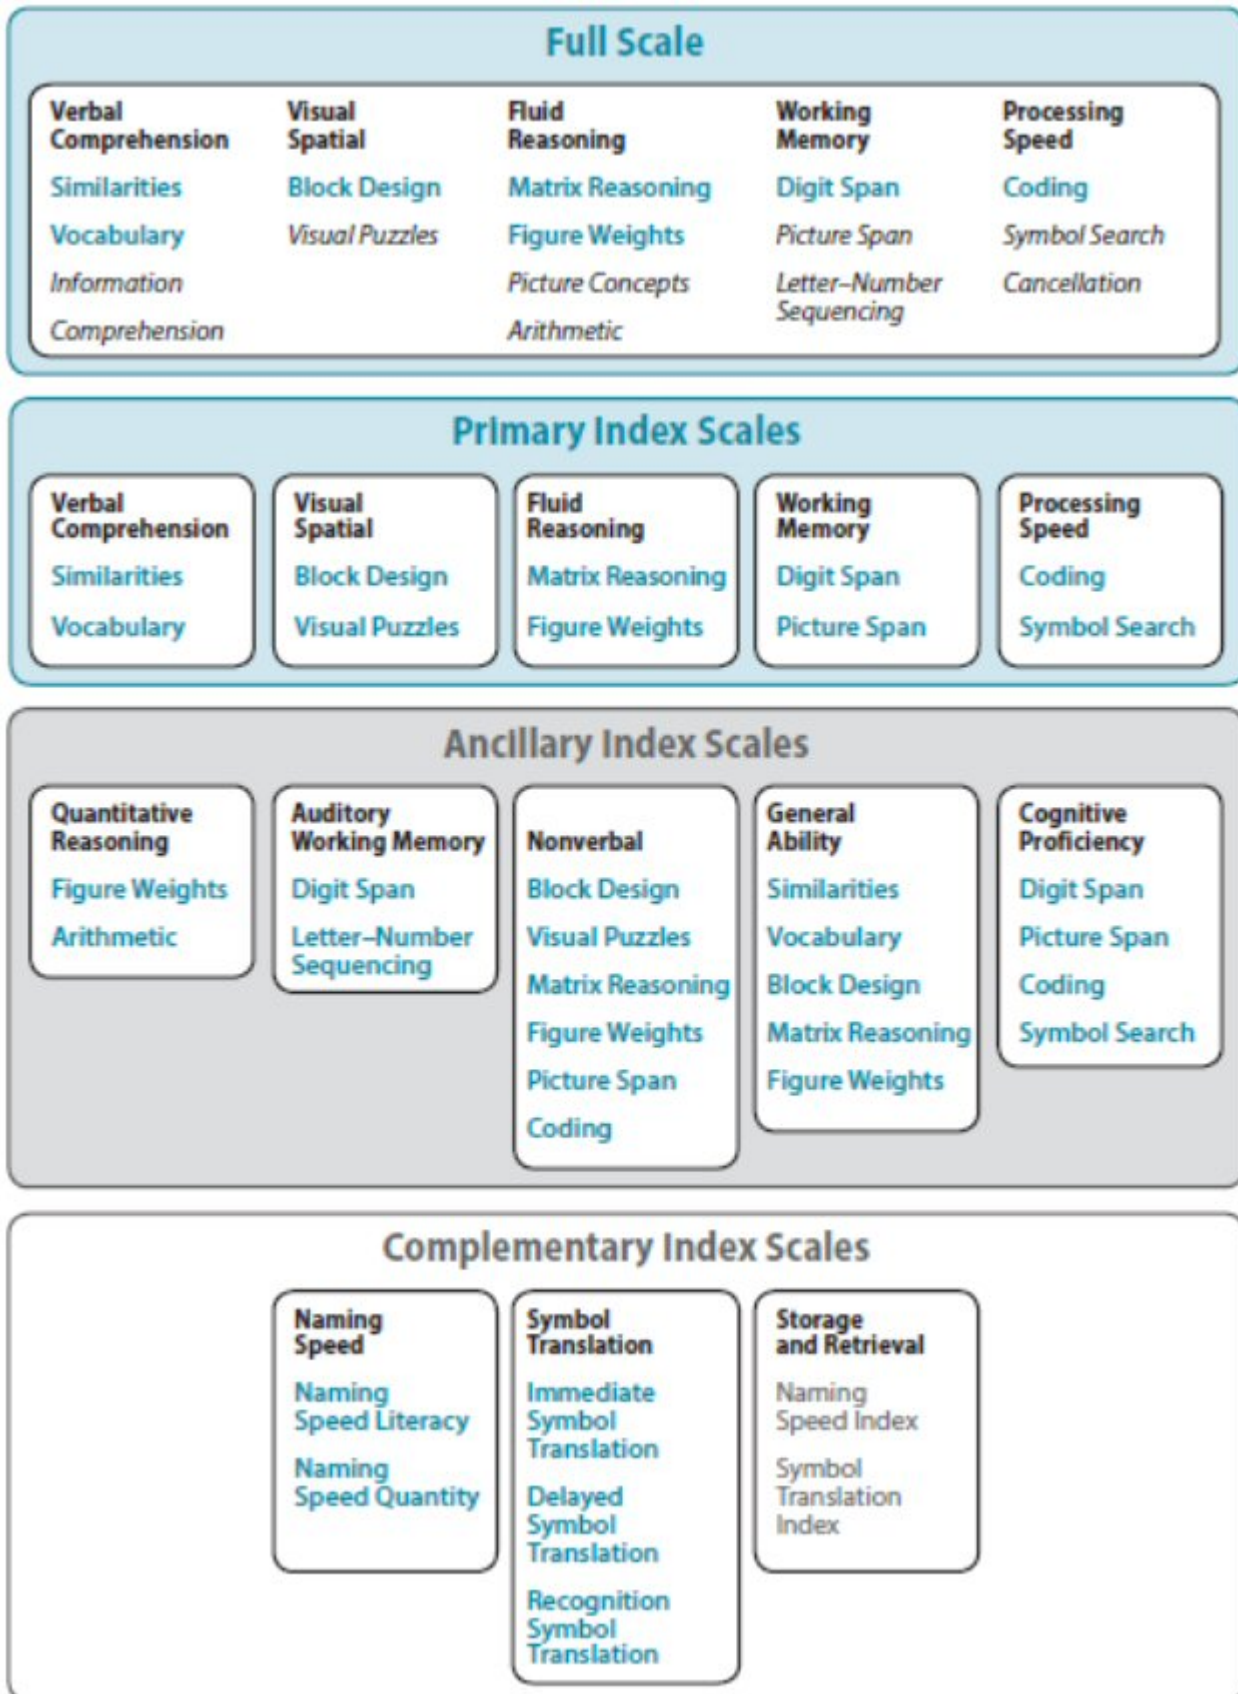 Full Scale
Verbal
Comprehension
Similarities
Vocabulary
Information
Comprehension
Visual
Spatial
Block Design
Visual Puzzles
Fluid
Reasoning
Matrix Reasoning
Figure Weights
Picture Concepts
Arithmetic
Working
Memory
Digit Span
Picture Span
Letter–Number
Sequencing
Processing
Speed
Coding
Symbol Search
Cancellation
Primary Index Scales
Verbal
Comprehension
Similarities
Vocabulary
Visual
Spatial
Block Design
Visual Puzzles
Fluid
Reasoning
Matrix Reasoning
Figure Weights
Working
Memory
Digit Span
Picture Span
Processing
Speed
Coding
Symbol Search
Ancillary Index Scales
Quantitative
Reasoning
Figure Weights
Arithmetic
Auditory
Working Memory
Digit Span
Letter–Number
Sequencing
Nonverbal
Block Design
Visual Puzzles
Matrix Reasoning
Figure Weights
Picture Span
Coding
General
Ability
Similarities
Vocabulary
Block Design
Matrix Reasoning
Figure Weights
Cognitive
Proficiency
Digit Span
Picture Span
Coding
Symbol Search
Complementary Index Scales
Naming
Speed
Naming
Speed Literacy
Naming
Speed Quantity
Symbol
Translation
Immediate
Symbol
Translation
Delayed
Symbol
Translation
Recognition
Symbol
Translation
Storage
and Retrieval
Naming
Speed Index
Symbol
Translation
Index